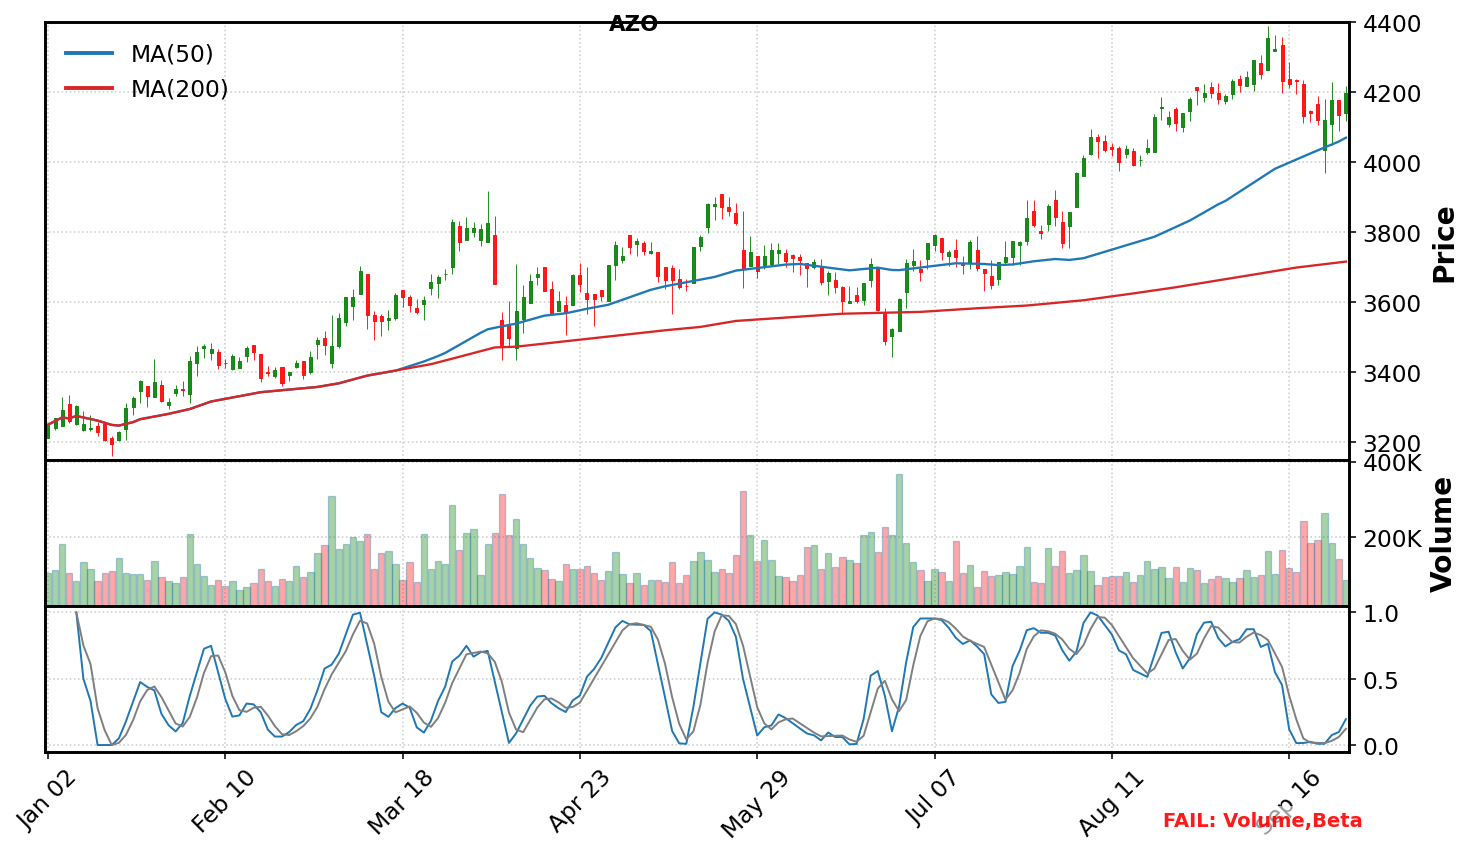 AZO
MA(50)
MA(200)
4400
4200
4000
3800
3600
3400
3200
Price
400K
200K
Volume
1.0
0.5
0.0
Jan 02
Feb 10
Mar 18
Apr 23
May 29
Jul 07
Aug 11
Sep 16
FAIL: Volume,Beta